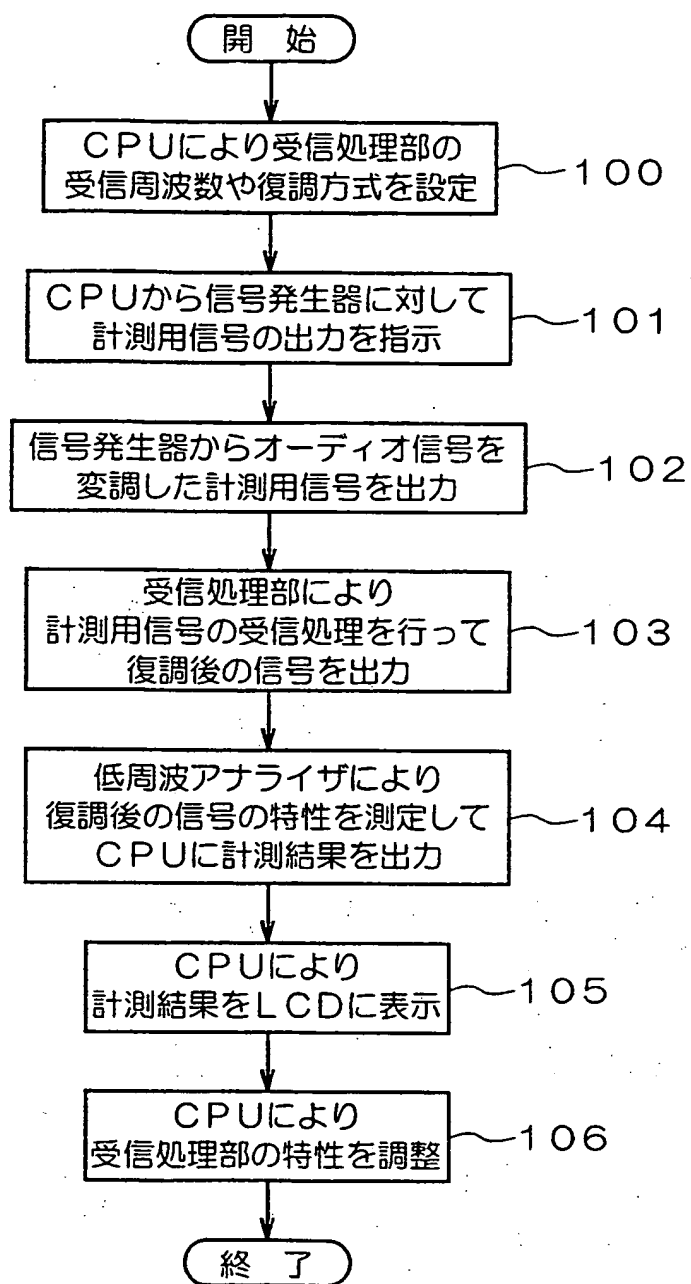 開　始
ＣＰＵにより受信処理部の
受信周波数や復調方式を設定
１００
ＣＰＵから信号発生器に対して
計測用信号の出力を指示
１０１
信号発生器からオーディオ信号を
変調した計測用信号を出力
１０２
受信処理部により
計測用信号の受信処理を行って
復調後の信号を出力
１０３
低周波アナライザにより
復調後の信号の特性を測定して
ＣＰＵに計測結果を出力
１０４
ＣＰＵにより
計測結果をＬＣＤに表示
１０５
ＣＰＵにより
受信処理部の特性を調整
１０６
終　了